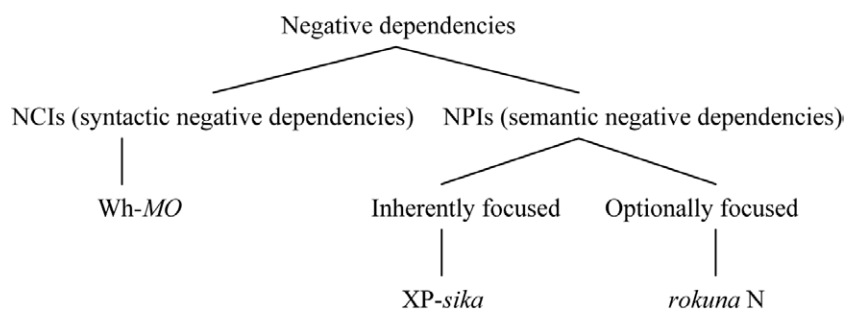 Negative dependencies
NCIs (syntactic negative dependencies) NPIs (semantic negative dependencies)
Wh-MO Inherently focused Optionally focused
XP-sika rokuna N